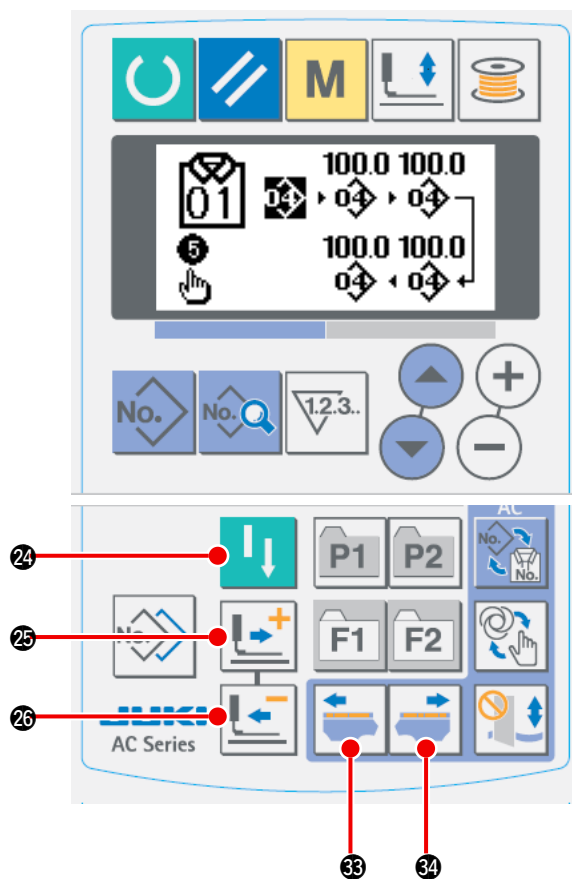 M
100.0 100.0
01 04 04 04
5
100.0 100.0
04 04
No. No. 1.2.3..
+
−
AC
24
P1 P2 No. No.
25
No. + F1 F2
26
JUKI −
AC Series
33 34